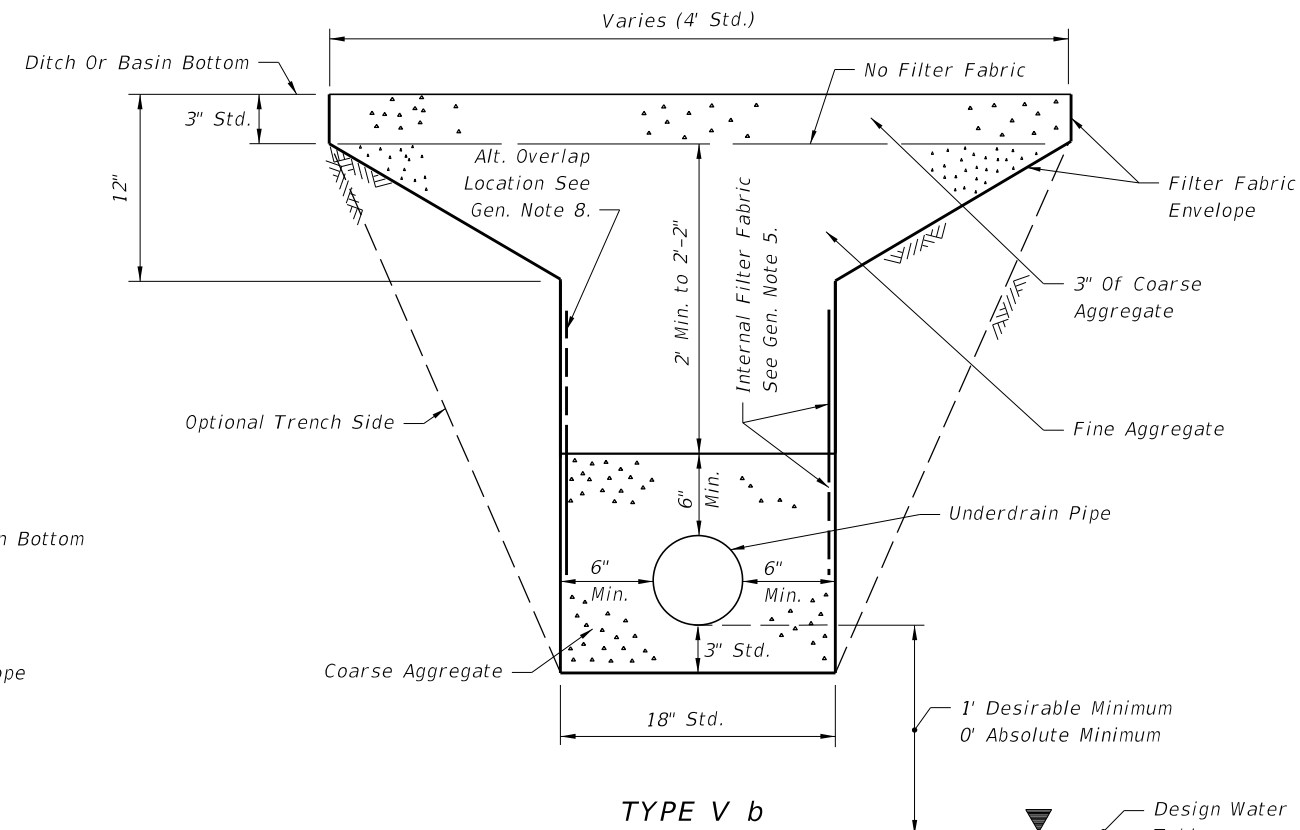 Varies (4' Std.)
Ditch Or Basin Bottom
No Filter Fabric
3" Std.
12"
Alt. Overlap
Location See
Gen. Note 8.
2' Min. to 2'-2"
Internal Filter Fabric
See Gen. Note 5.
Filter Fabric
Envelope
3" Of Coarse
Aggregate
Optional Trench Side
Fine Aggregate
6"
Min.
Underdrain Pipe
n Bottom
6"
Min.
6"
Min.
3" Std.
Coarse Aggregate
ope
18" Std.
1' Desirable Minimum
0' Absolute Minimum
TYPE V b
Design Water